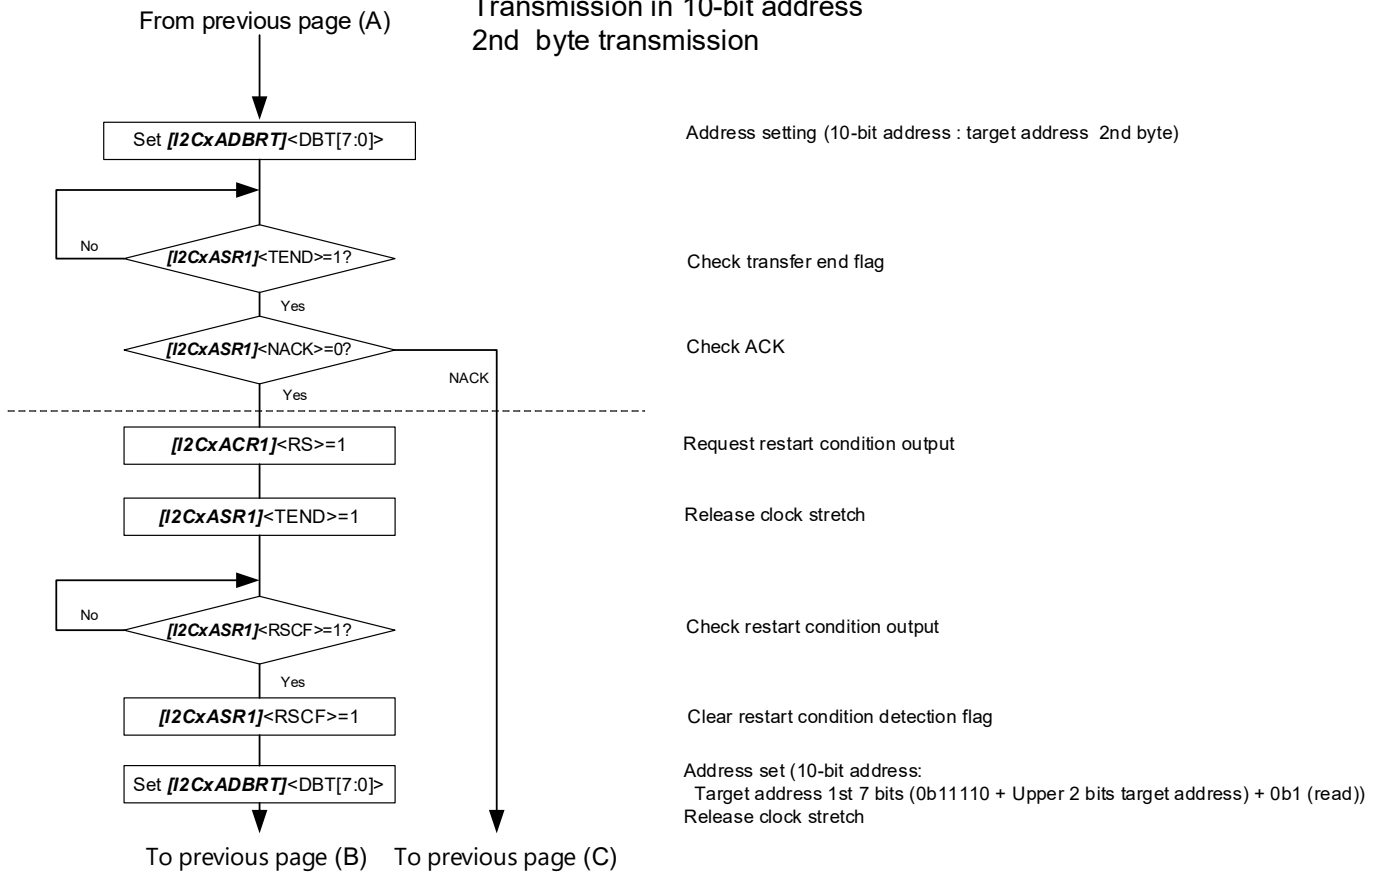 Transmission in 10-bit address
From previous page (A)
2nd byte transmission
Set [I2CxADBRT]<DBT[7:0]>
Address setting (10-bit address : target address 2nd byte)
No
[I2CxASR1]<TEND>=1?
Check transfer end flag
Yes
[I2CxASR1]<NACK>=0?
Check ACK
NACK
Yes
[I2CxACR1]<RS>=1
Request restart condition output
[I2CxASR1]<TEND>=1
Release clock stretch
No
[I2CxASR1]<RSCF>=1?
Check restart condition output
Yes
[I2CxASR1]<RSCF>=1
Clear restart condition detection flag
Set [I2CxADBRT]<DBT[7:0]>
Address set (10-bit address:
Target address 1st 7 bits (0b11110 + Upper 2 bits target address) + 0b1 (read))
Release clock stretch
To previous page (B)
To previous page (C)